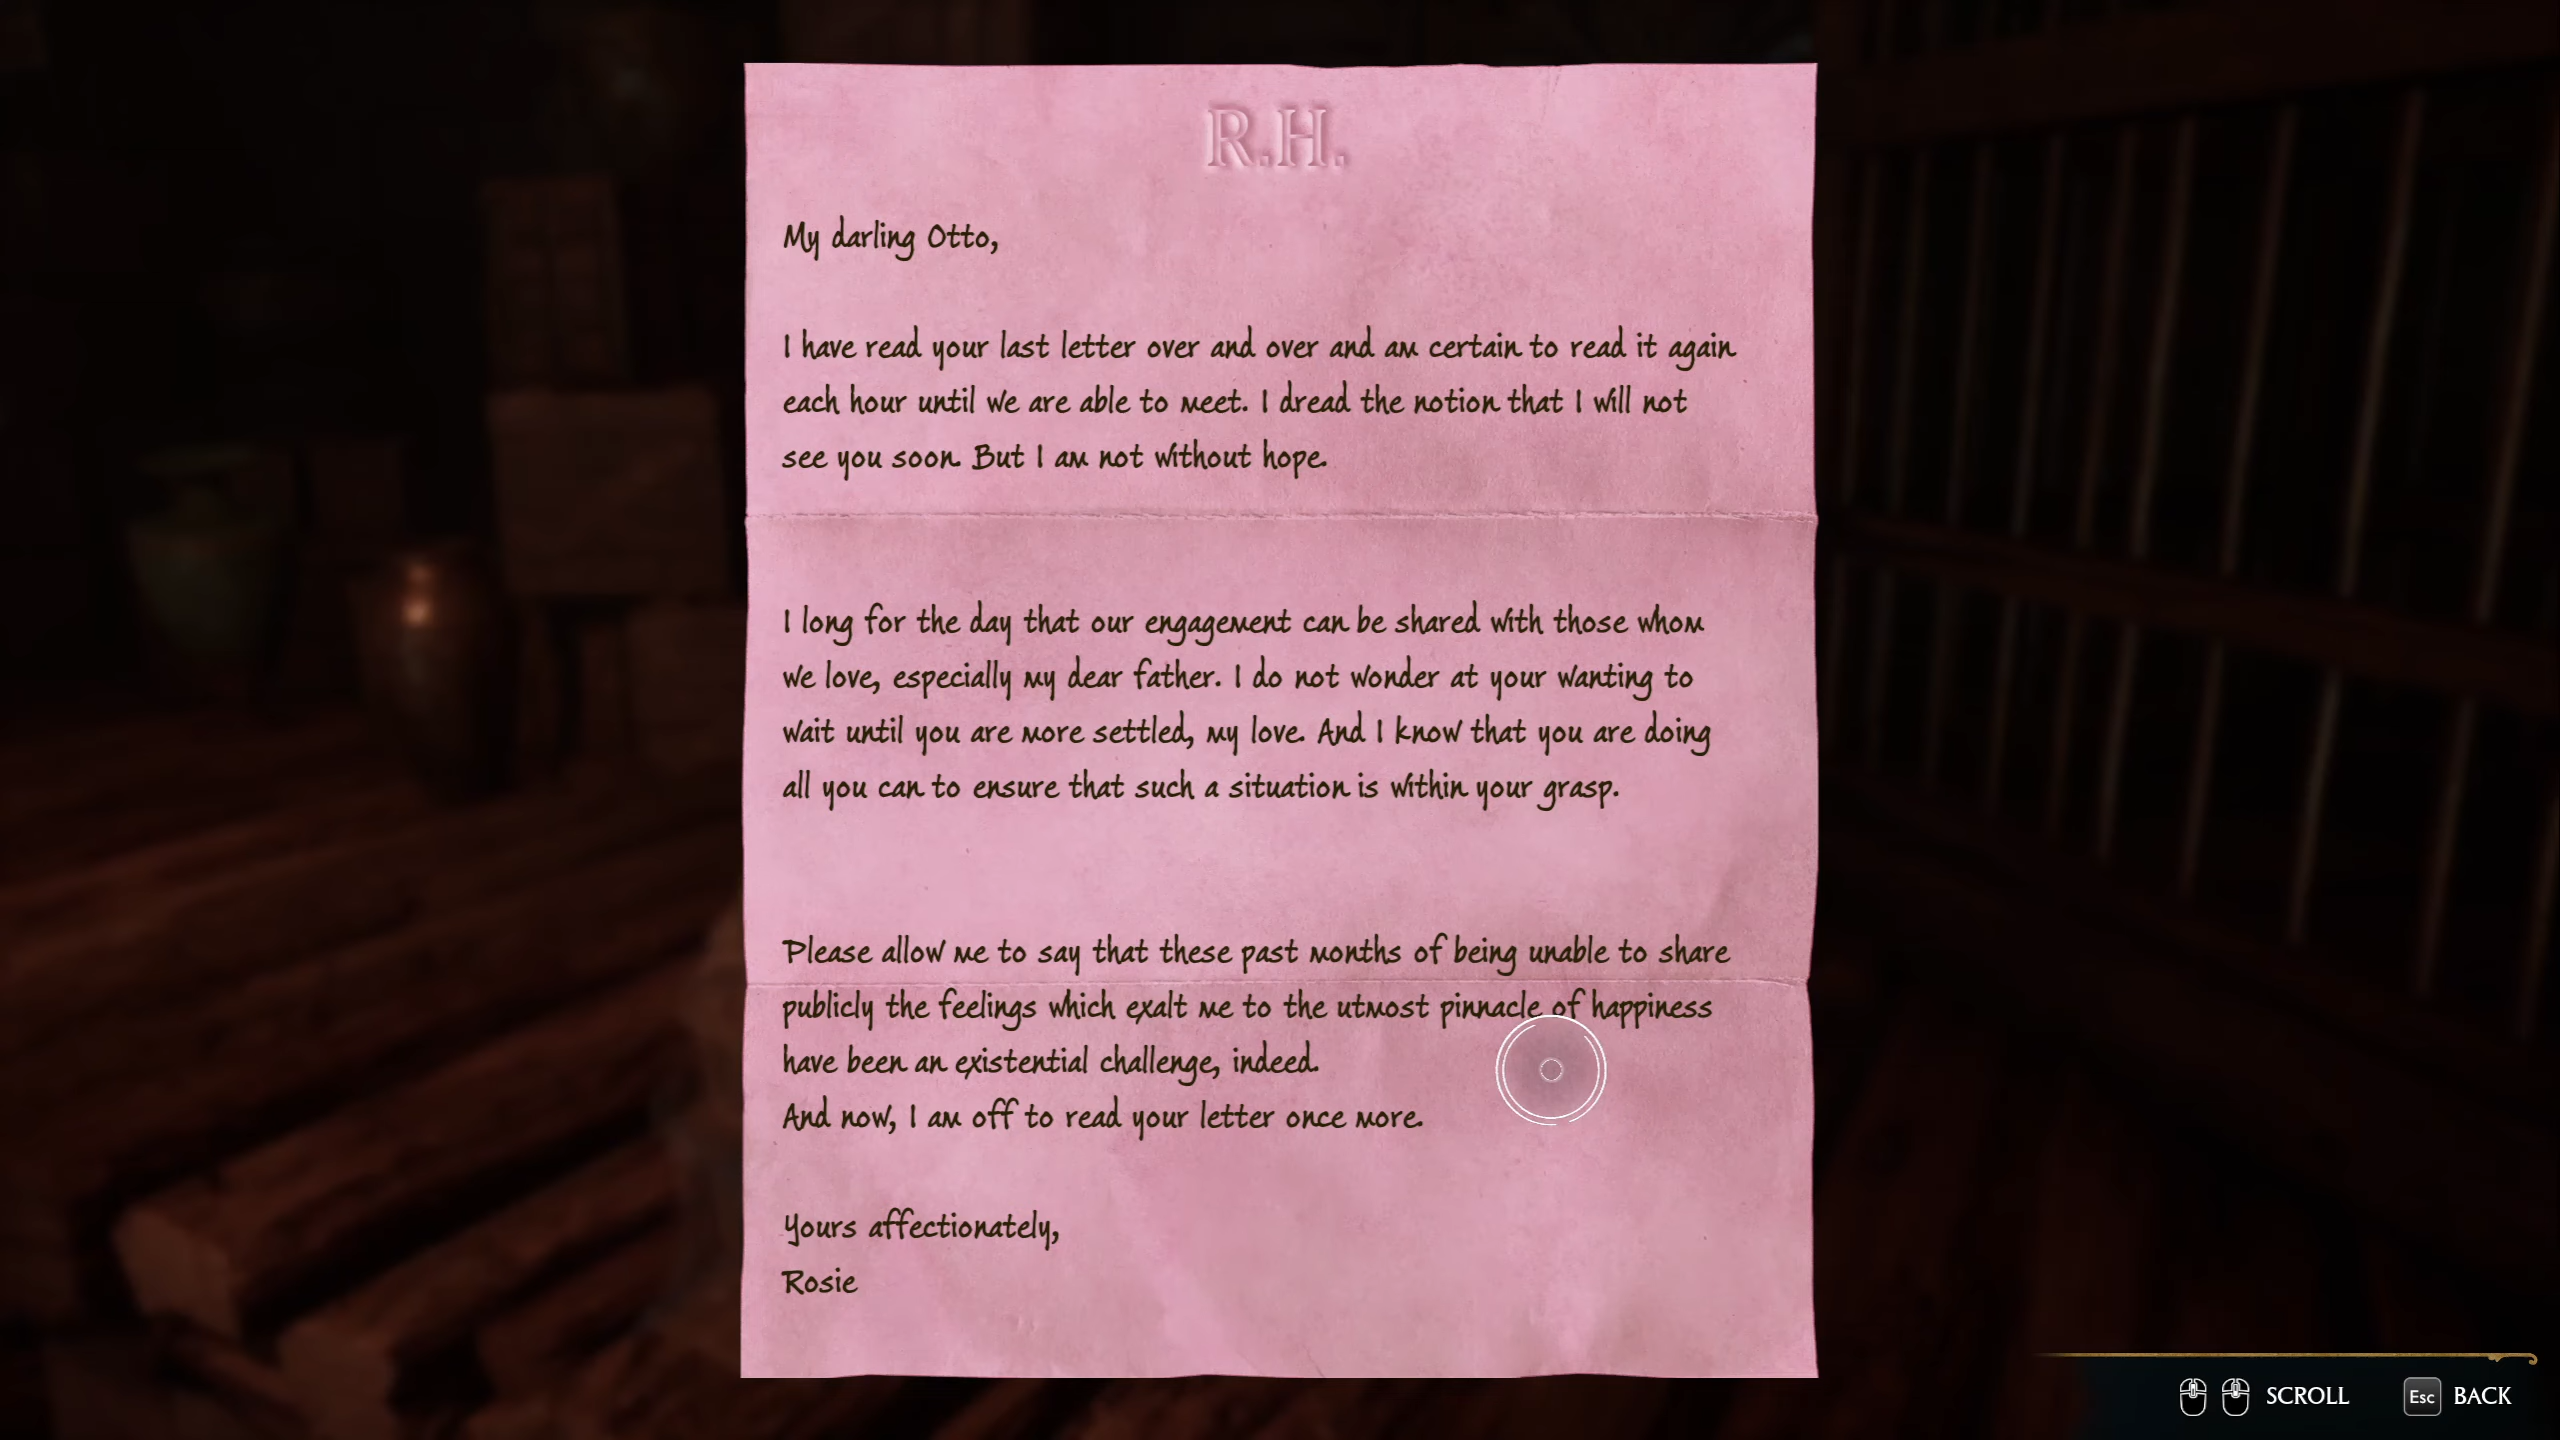 R.H.
My darling Otto,
I have read your last letter over and over and am certain to read it again
each hour until we are able to meet. I dread the notion that I will not
see you soon. But I am not without hope.
I long for the day that our engagement can be shared with those whom
we love, especially my dear father. I do not wonder at your wanting to
wait until you are more settled, my love. And I know that you are doing
all you can to ensure that such a situation is within your grasp.
Please allow me to say that these past months of being unable to share
publicly the feelings which exalt me to the utmost pinnacle of happiness
have been an existential challenge, indeed.
And now, I am off to read your letter once more.
Yours affectionately,
Rosie
SCROLL Esc BACK